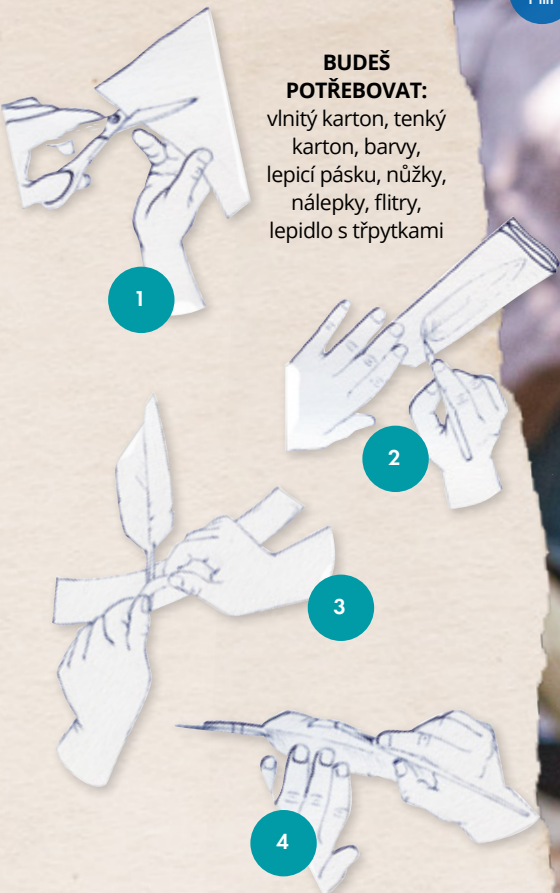 BUDEŠ
POTŘEBOVAT:
vlnitý karton, tenký
karton, barvy,
lepicí pásku, nůžky,
nálepky, flitry,
lepidlo s třpytkami
1
2
3
4